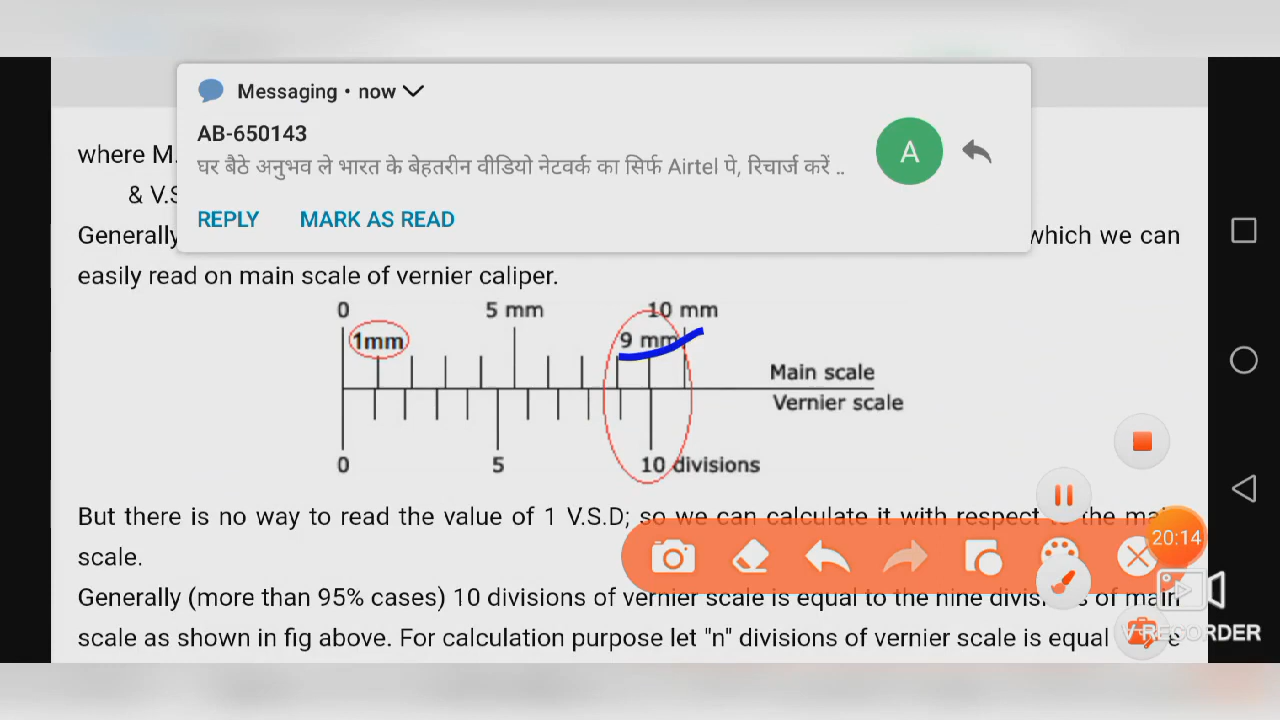 Messaging • now
AB-650143
घर बैठे अनुभव ले भारत के बेहतरीन वीडियो नेटवर्क का सिर्फ Airtel पे, रिचार्ज करें ..
A
REPLY MARK AS READ
where M.
& V.S
Generally which we can
easily read on main scale of vernier caliper.
0 5 mm 10 mm
1mm 9 mm
Main scale
Vernier scale
0 5 10 divisions
But there is no way to read the value of 1 V.S.D; so we can calculate it with respect the main
scale.
20:14
Generally (more than 95% cases) 10 divisions of vernier scale is equal to the nine divisions of main
scale as shown in fig above. For calculation purpose let "n" divisions of vernier scale is equal
V RECORDER